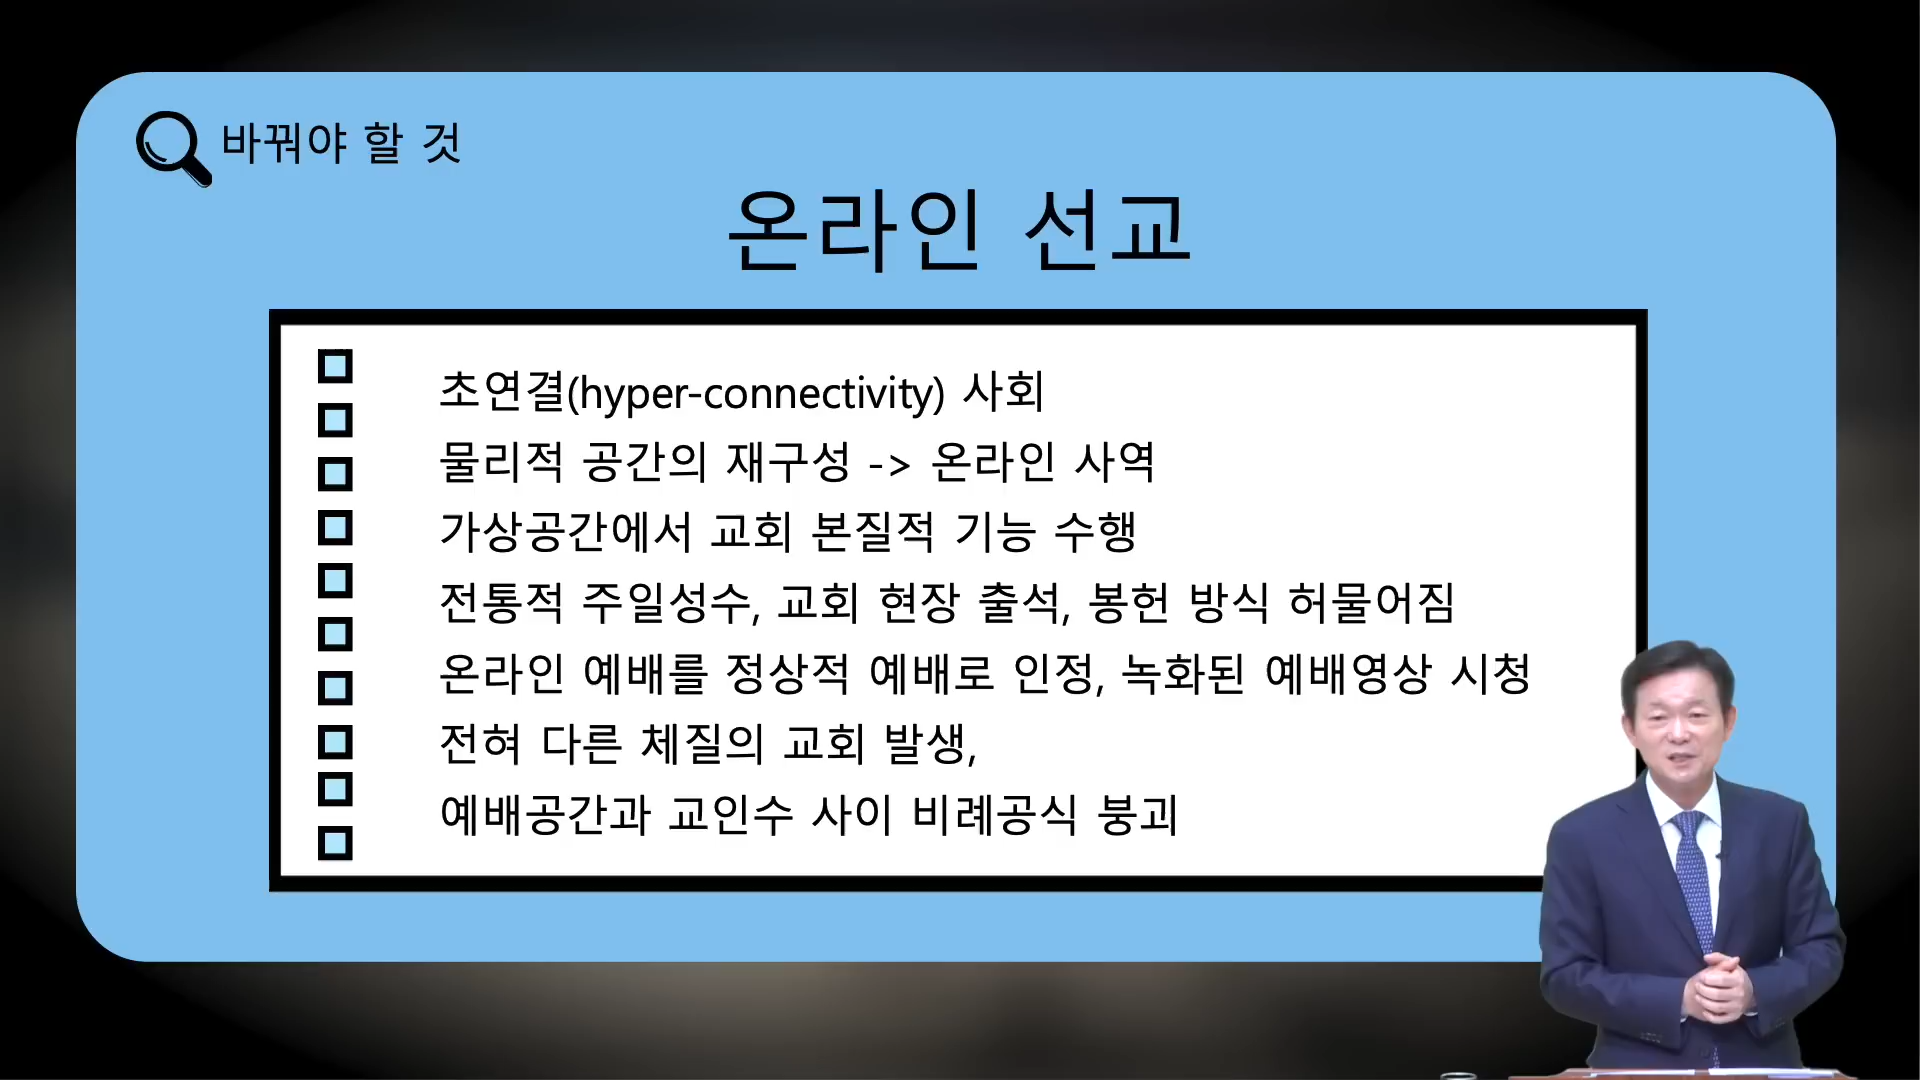 바꿔야 할 것
온라인 선교
초연결(hyper-connectivity) 사회
물리적 공간의 재구성 -> 온라인 사역
가상공간에서 교회 본질적 기능 수행
전통적 주일성수, 교회 현장 출석, 봉헌 방식 허물어짐
온라인 예배를 정상적 예배로 인정, 녹화된 예배영상 시청
전혀 다른 체질의 교회 발생,
예배공간과 교인수 사이 비례공식 붕괴